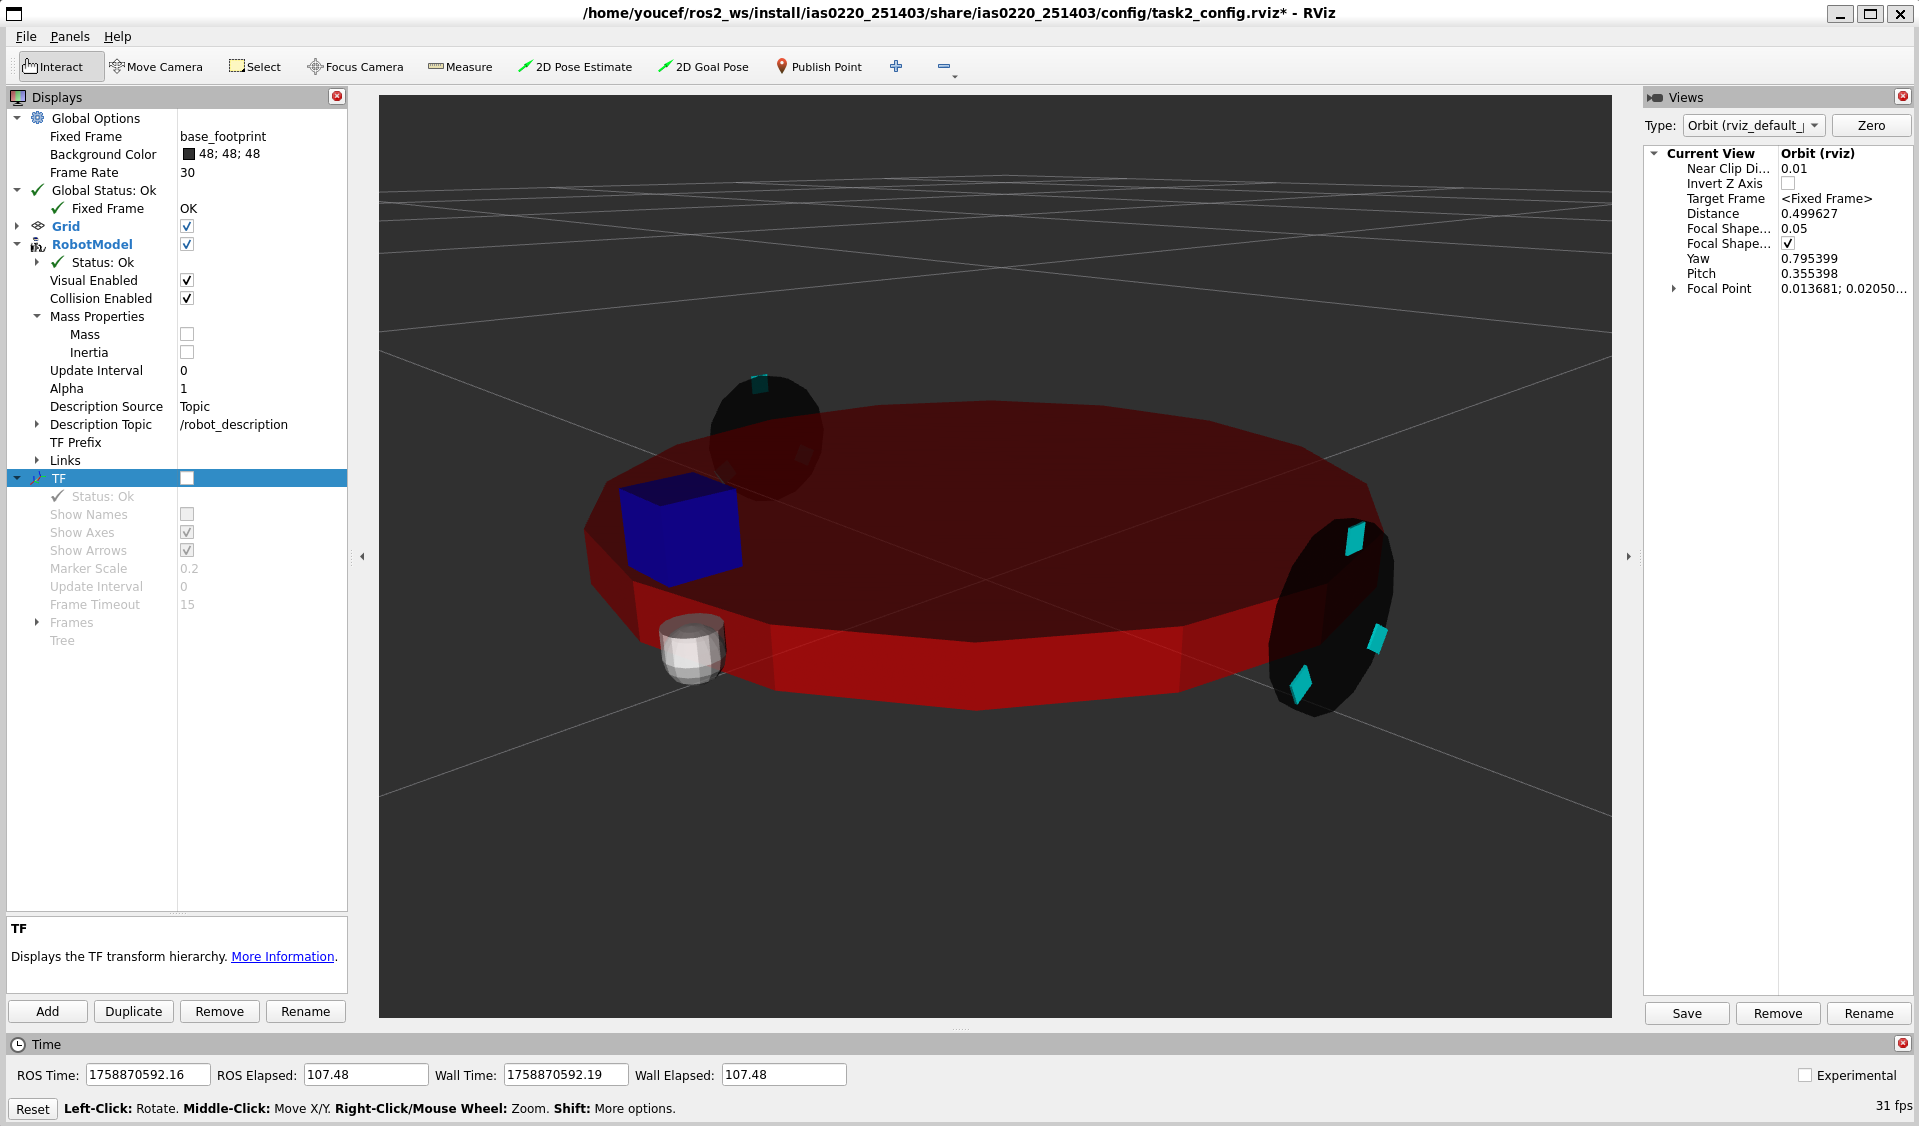 /home/youcef/ros2_ws/install/ias0220_251403/share/ias0220_251403/config/task2_config.rviz* - RViz
File Panels Help
Interact Move Camera Select Focus Camera Measure 2D Pose Estimate 2D Goal Pose Publish Point
Displays
Global Options
Fixed Frame base_footprint
Background Color 48; 48; 48
Frame Rate 30
Global Status: Ok
Fixed Frame OK
Grid
RobotModel
Status: Ok
Visual Enabled
Collision Enabled
Mass Properties
Mass
Inertia
Update Interval 0
Alpha 1
Description Source Topic
Description Topic /robot_description
TF Prefix
Links
TF
Status: Ok
Show Names
Show Axes
Show Arrows
Marker Scale 0.2
Update Interval 0
Frame Timeout 15
Frames
Tree
TF
Displays the TF transform hierarchy. More Information.
Add Duplicate Remove Rename
Views
Type: Orbit (rviz_default_ Zero
Current View Orbit (rviz)
Near Clip Di... 0.01
Invert Z Axis
Target Frame <Fixed Frame>
Distance 0.499627
Focal Shape... 0.05
Focal Shape...
Yaw 0.795399
Pitch 0.355398
Focal Point 0.013681; 0.02050...
Save Remove Rename
Time
ROS Time: 1758870592.16 ROS Elapsed: 107.48 Wall Time: 1758870592.19 Wall Elapsed: 107.48 Experimental
Reset Left-Click: Rotate. Middle-Click: Move X/Y. Right-Click/Mouse Wheel: Zoom. Shift: More options. 31 fps